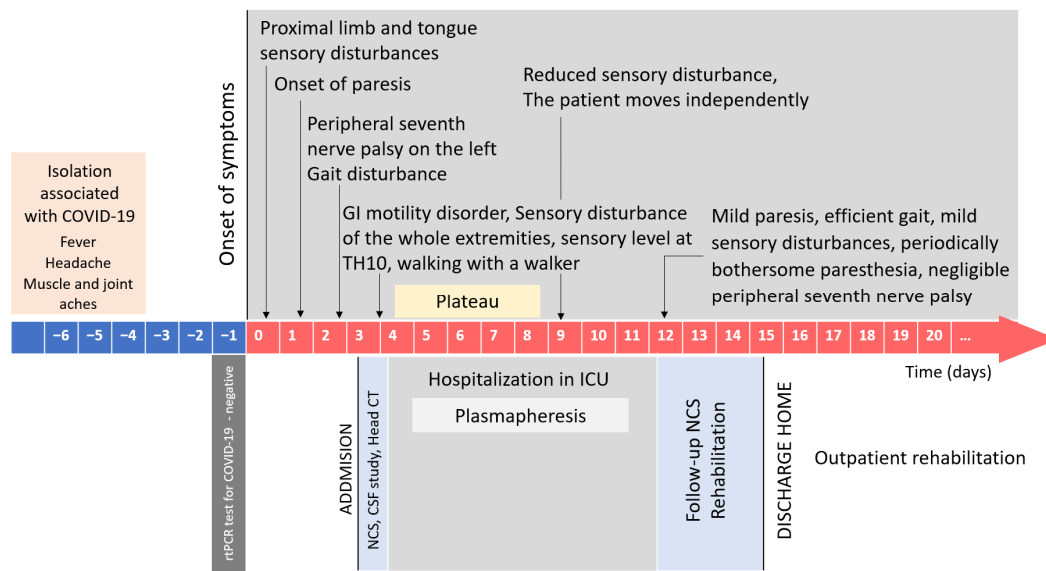 Proximal limb and tongue
sensory disturbances
Onset of paresis
Peripheral seventh
nerve palsy on the left
Gait disturbance
Reduced sensory disturbance,
The patient moves independently
GI motility disorder, Sensory disturbance
of the whole extremities, sensory level at
TH10, walking with a walker
Mild paresis, efficient gait, mild
sensory disturbances, periodically
bothersome paresthesia, negligible
peripheral seventh nerve palsy
Onset of symptoms
Isolation
associated
with COVID-19
Fever
Headache
Muscle and joint
aches
Plateau
−6 −5 −4 −3 −2 −1 0 1 2 3 4 5 6 7 8 9 10 11 12 13 14 15 16 17 18 19 20 ...
Time (days)
rtPCR test for COVID-19 - negative
ADDMISION
NCS, CSF study, Head CT
Hospitalization in ICU
Plasmapheresis
Follow-up NCS
Rehabilitation
DISCHARGE HOME
Outpatient rehabilitation